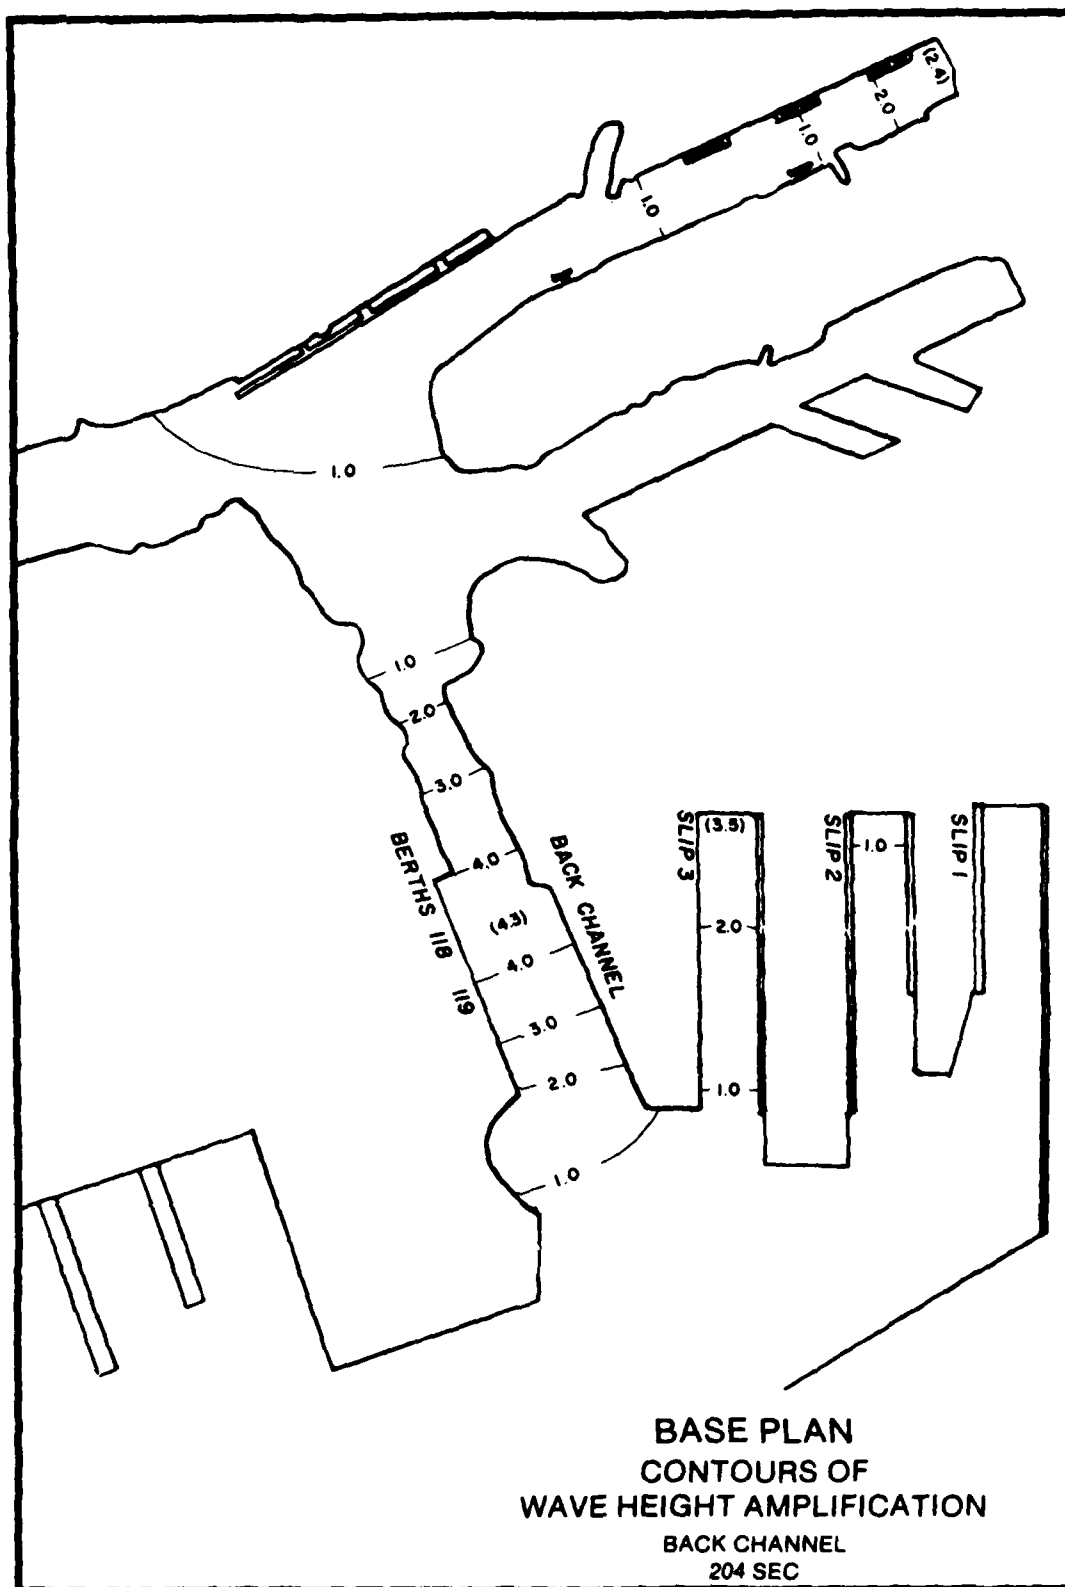 (2.4)
2.0
1.0
1.0
1.0
1.0
2.0
3.0
4.0
BACK CHANNEL
BERTHS 118 119
(4.3)
4.0
3.0
2.0
1.0
SLIP 3
(3.5)
2.0
1.0
SLIP 2
1.0
SLIP 1
BASE PLAN
CONTOURS OF
WAVE HEIGHT AMPLIFICATION
BACK CHANNEL
204 SEC